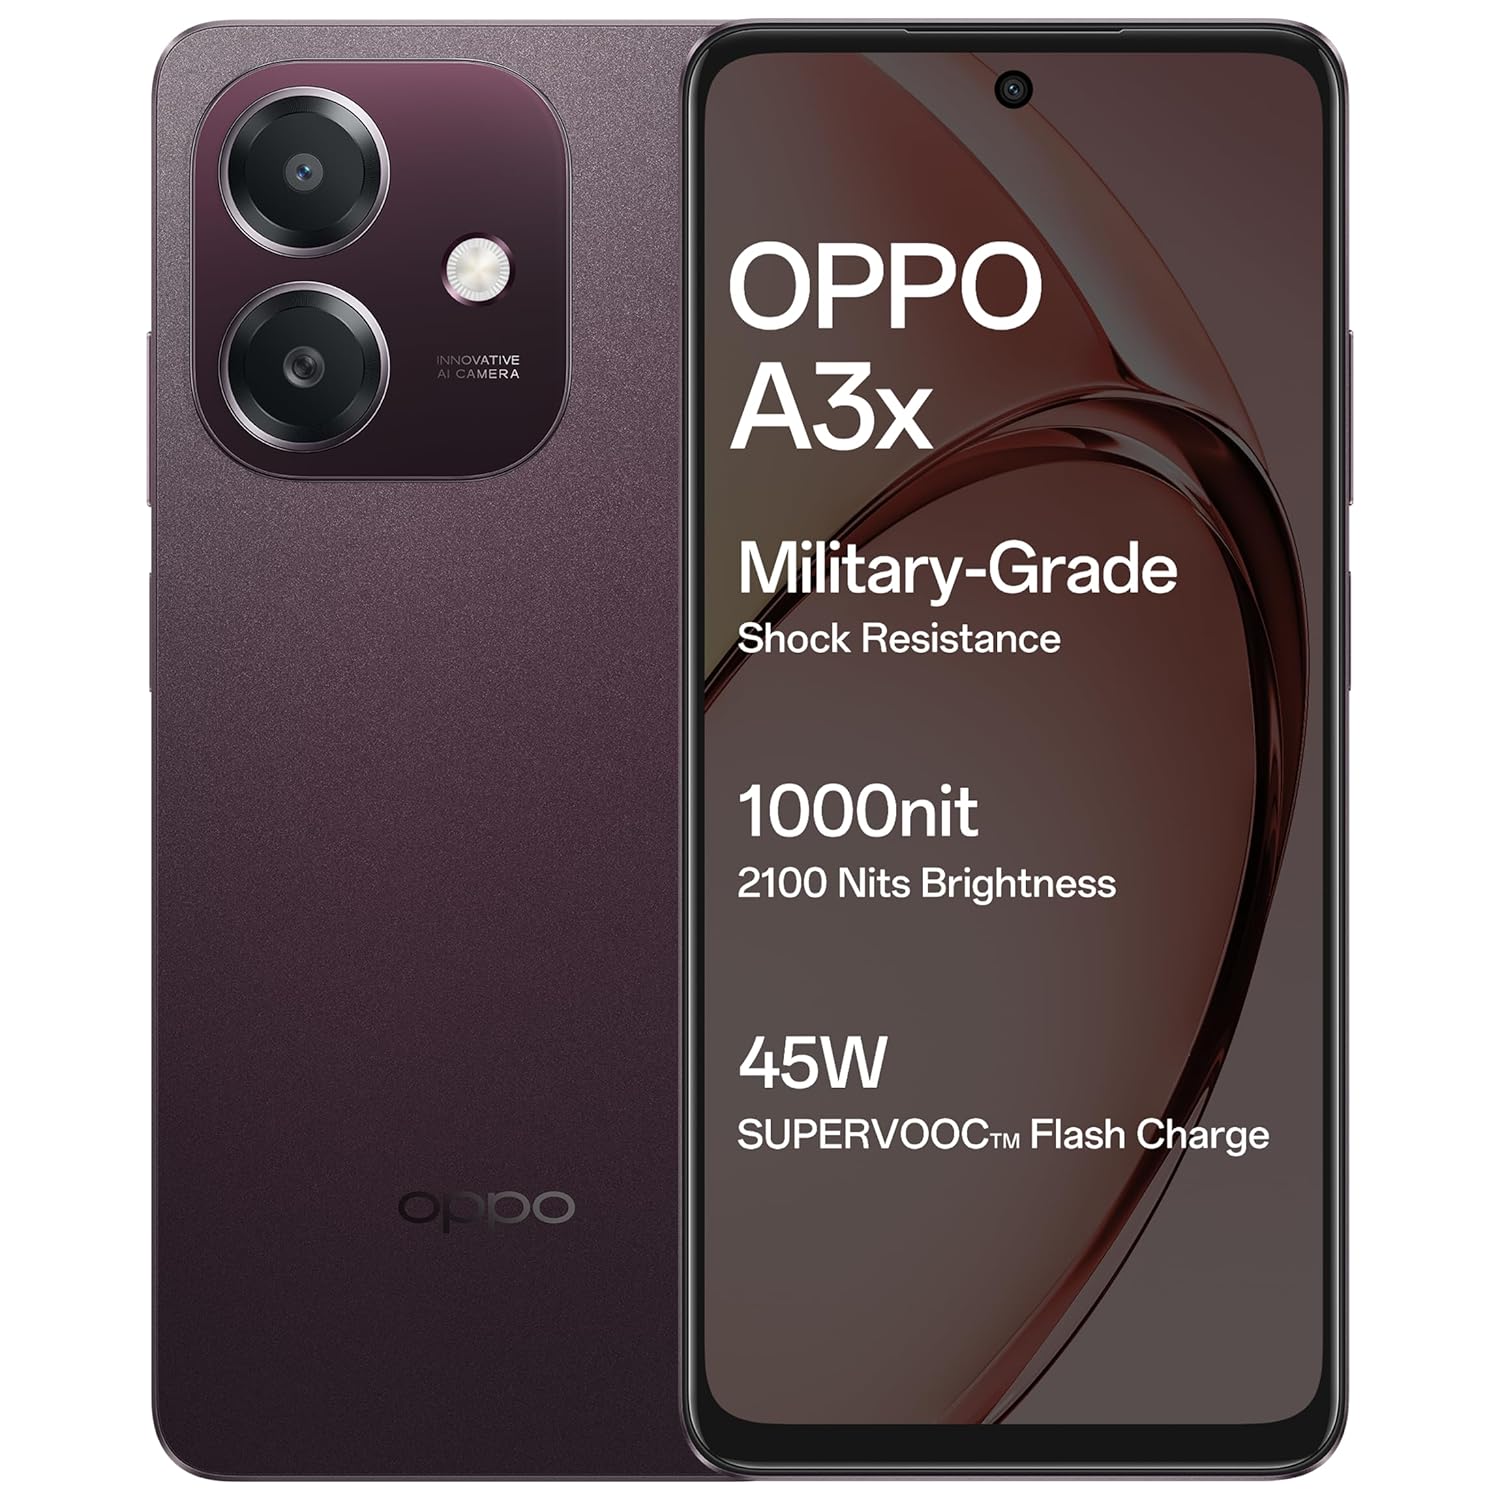 INNOVATIVE
AI CAMERA
oppo
OPPO
A3x
Military-Grade
Shock Resistance
1000nit
2100 Nits Brightness
45W
SUPERVOOC™ Flash Charge